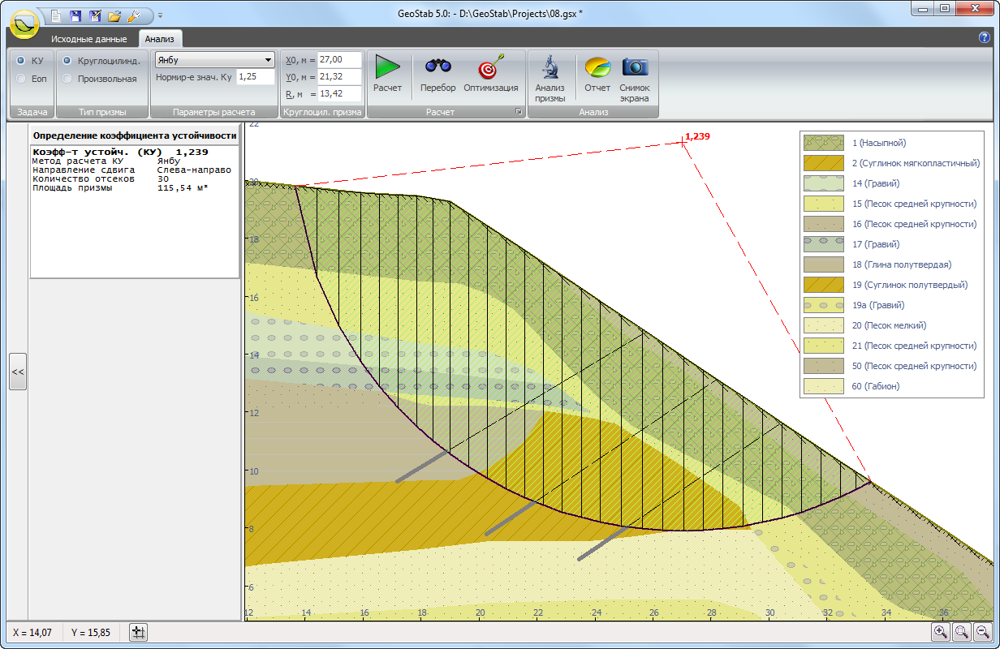 GeoStab 5.0: - D:\GeoStab\Projects\08.gsx *
Исходные данные Анализ
КУ
Еоп
Задача
Круглоцилинд.
Произвольная
Тип призмы
Янбу
Нормир-е знач. Ку 1,25
Параметры расчета
X0, м = 27,00
Y0, м = 21,32
R, м = 13,42
Круглоцил. призма
Расчет
Перебор
Оптимизация
Расчет
Анализ призмы
Отчет
Снимок экрана
Анализ
Определение коэффициента устойчивости
Коэфф-т устойч. (КУ) 1,239
Метод расчета КУ Янбу
Направление сдвига Слева-направо
Количество отсеков 30
Площадь призмы 115,54 м²
<<
1,239
22
20
18
16
14
12
10
8
6
12 14 16 18 20 22 24 26 28 30 32 34 36
1 (Насыпной)
2 (Суглинок мягкопластичный)
14 (Гравий)
15 (Песок средней крупности)
16 (Песок средней крупности)
17 (Гравий)
18 (Глина полутвердая)
19 (Суглинок полутвердый)
19а (Гравий)
20 (Песок мелкий)
21 (Песок средней крупности)
50 (Песок средней крупности)
60 (Габион)
X = 14,07 Y = 15,85